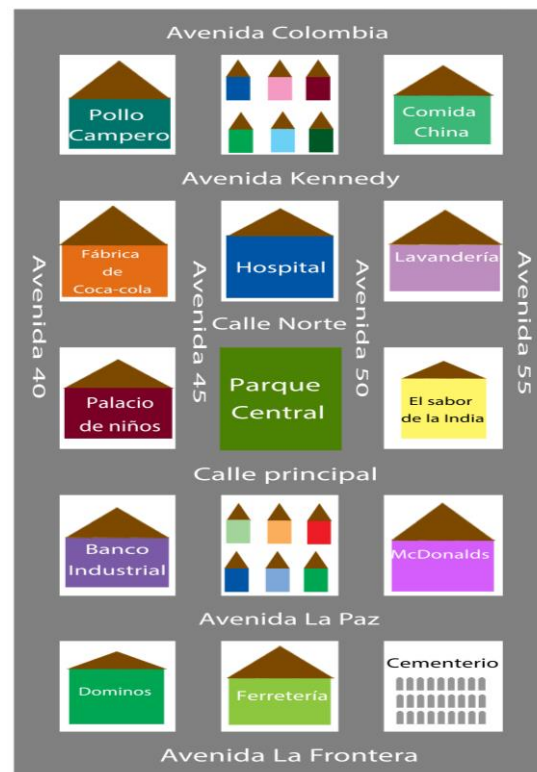 Avenida Colombia
Pollo
Campero
Comida
China
Avenida Kennedy
Avenida 40
Fábrica
de
Coca-cola
Avenida 45
Hospital
Avenida 50
Lavandería
Avenida 55
Calle Norte
Palacio
de niños
Parque
Central
El sabor
de la India
Calle principal
Banco
Industrial
McDonalds
Avenida La Paz
Dominos
Ferretería
Cementerio
Avenida La Frontera